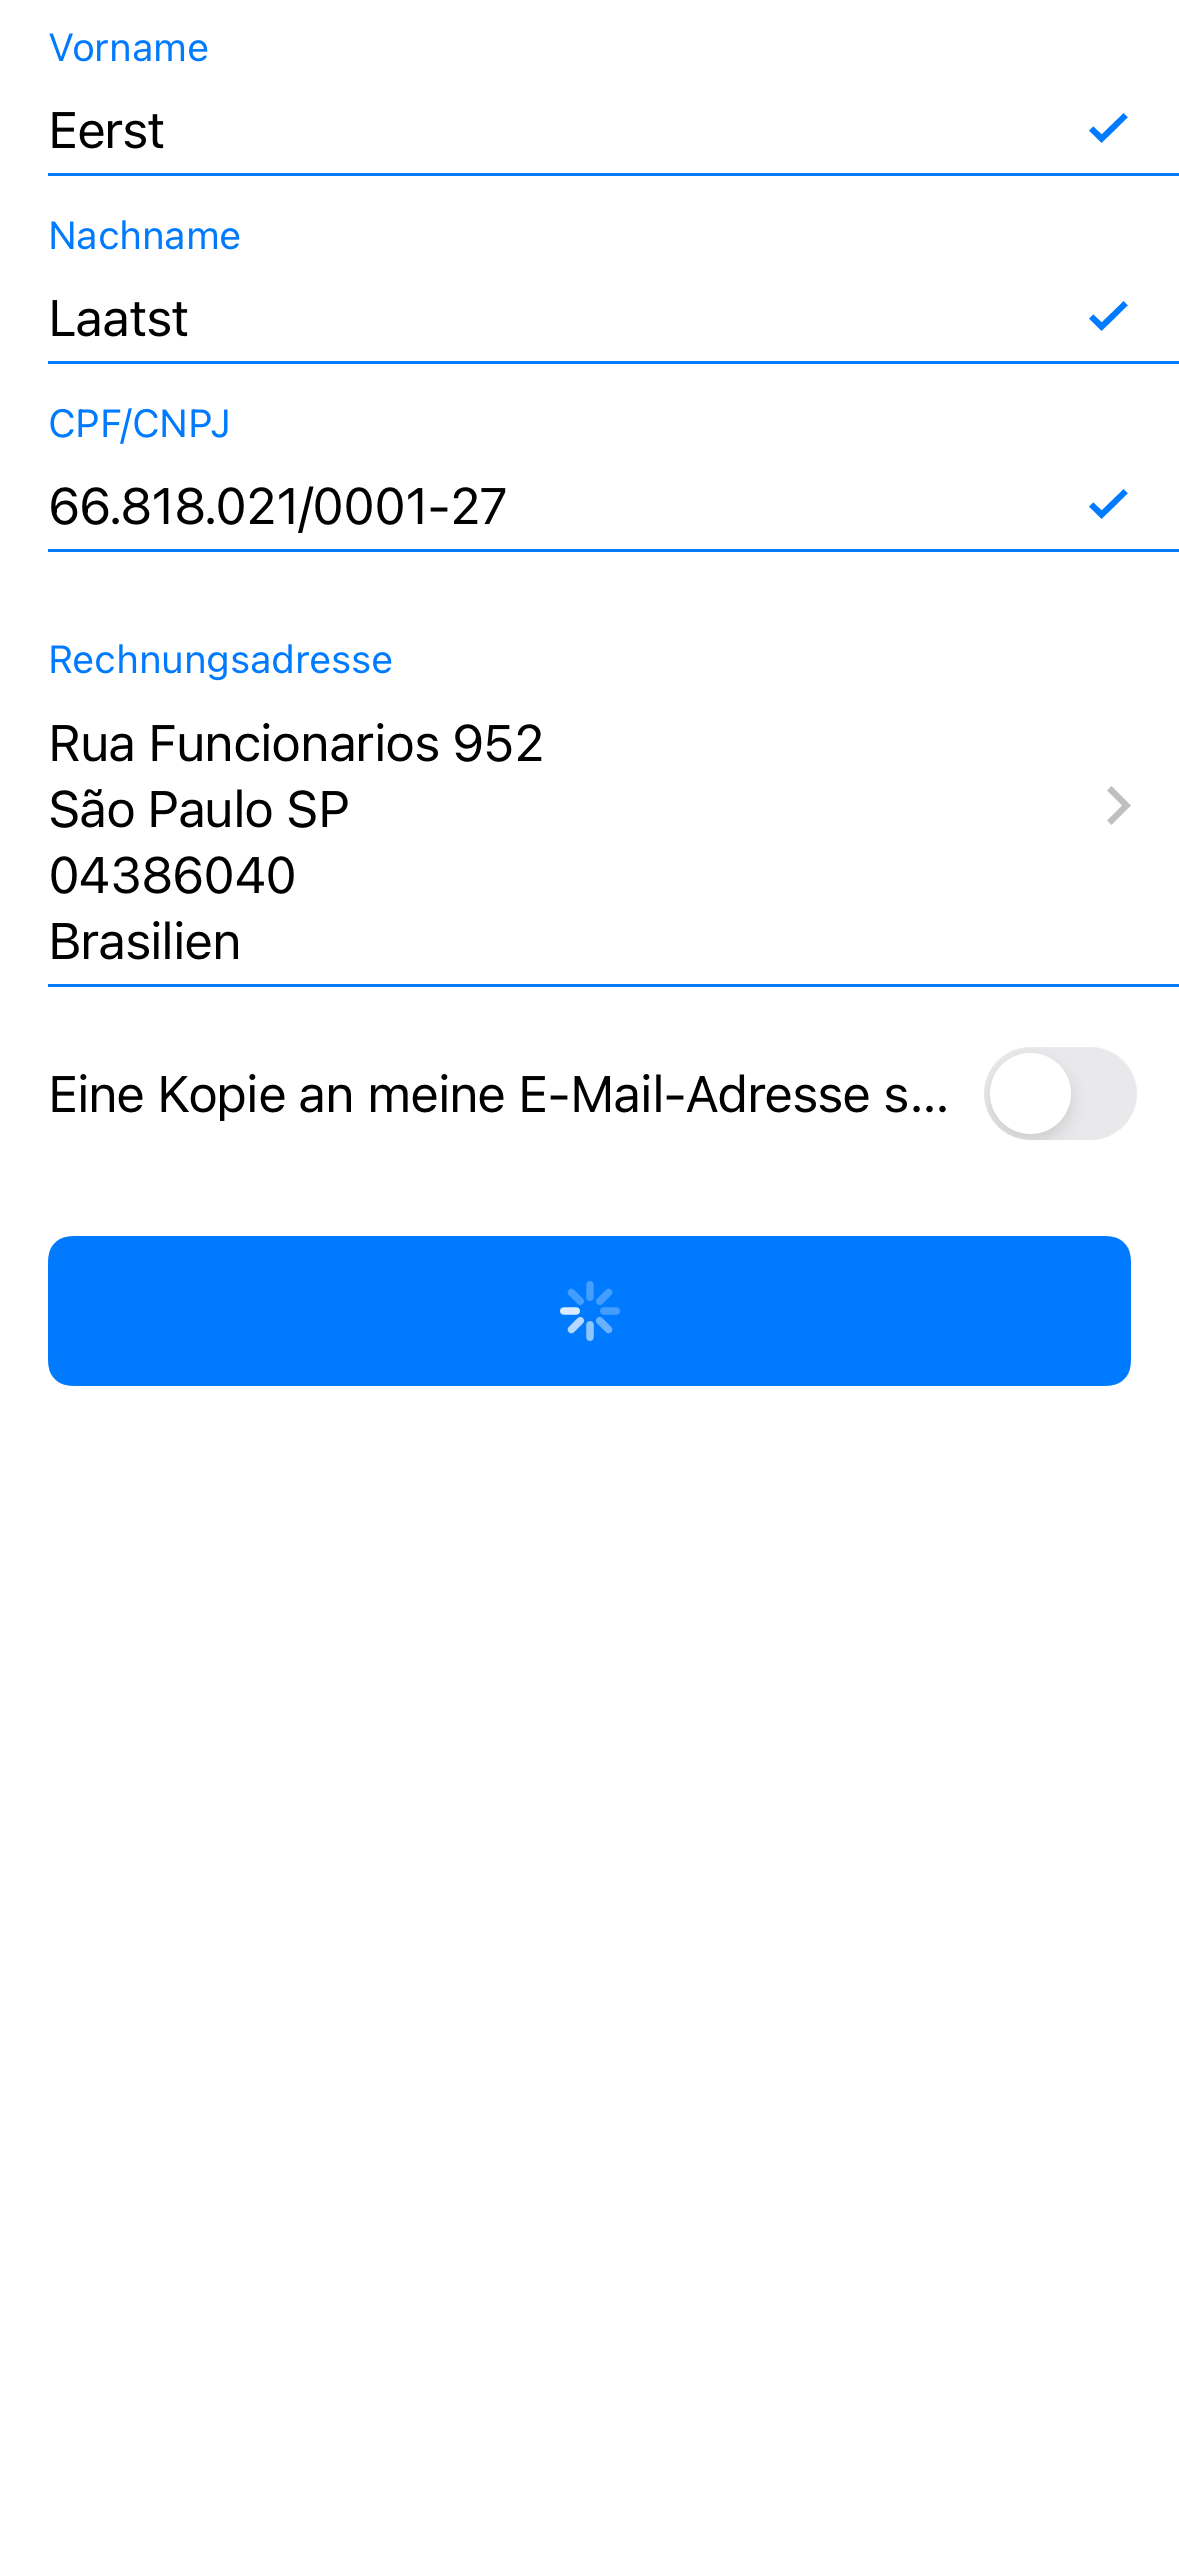 Vorname
Eerst
Nachname
Laatst
CPF/CNPJ
66.818.021/0001-27
Rechnungsadresse
Rua Funcionarios 952
São Paulo SP
04386040
Brasilien
Eine Kopie an meine E-Mail-Adresse s...